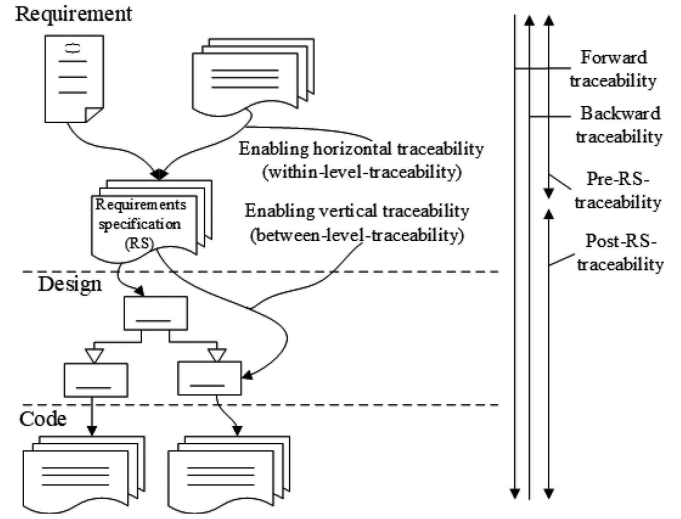 Requirement
{}
Forward
traceability
Backward
traceability
Enabling horizontal traceability
(within-level-traceability)
Pre-RS-
traceability
Requirements
specification
(RS)
Enabling vertical traceability
(between-level-traceability)
Post-RS-
traceability
Design
Code